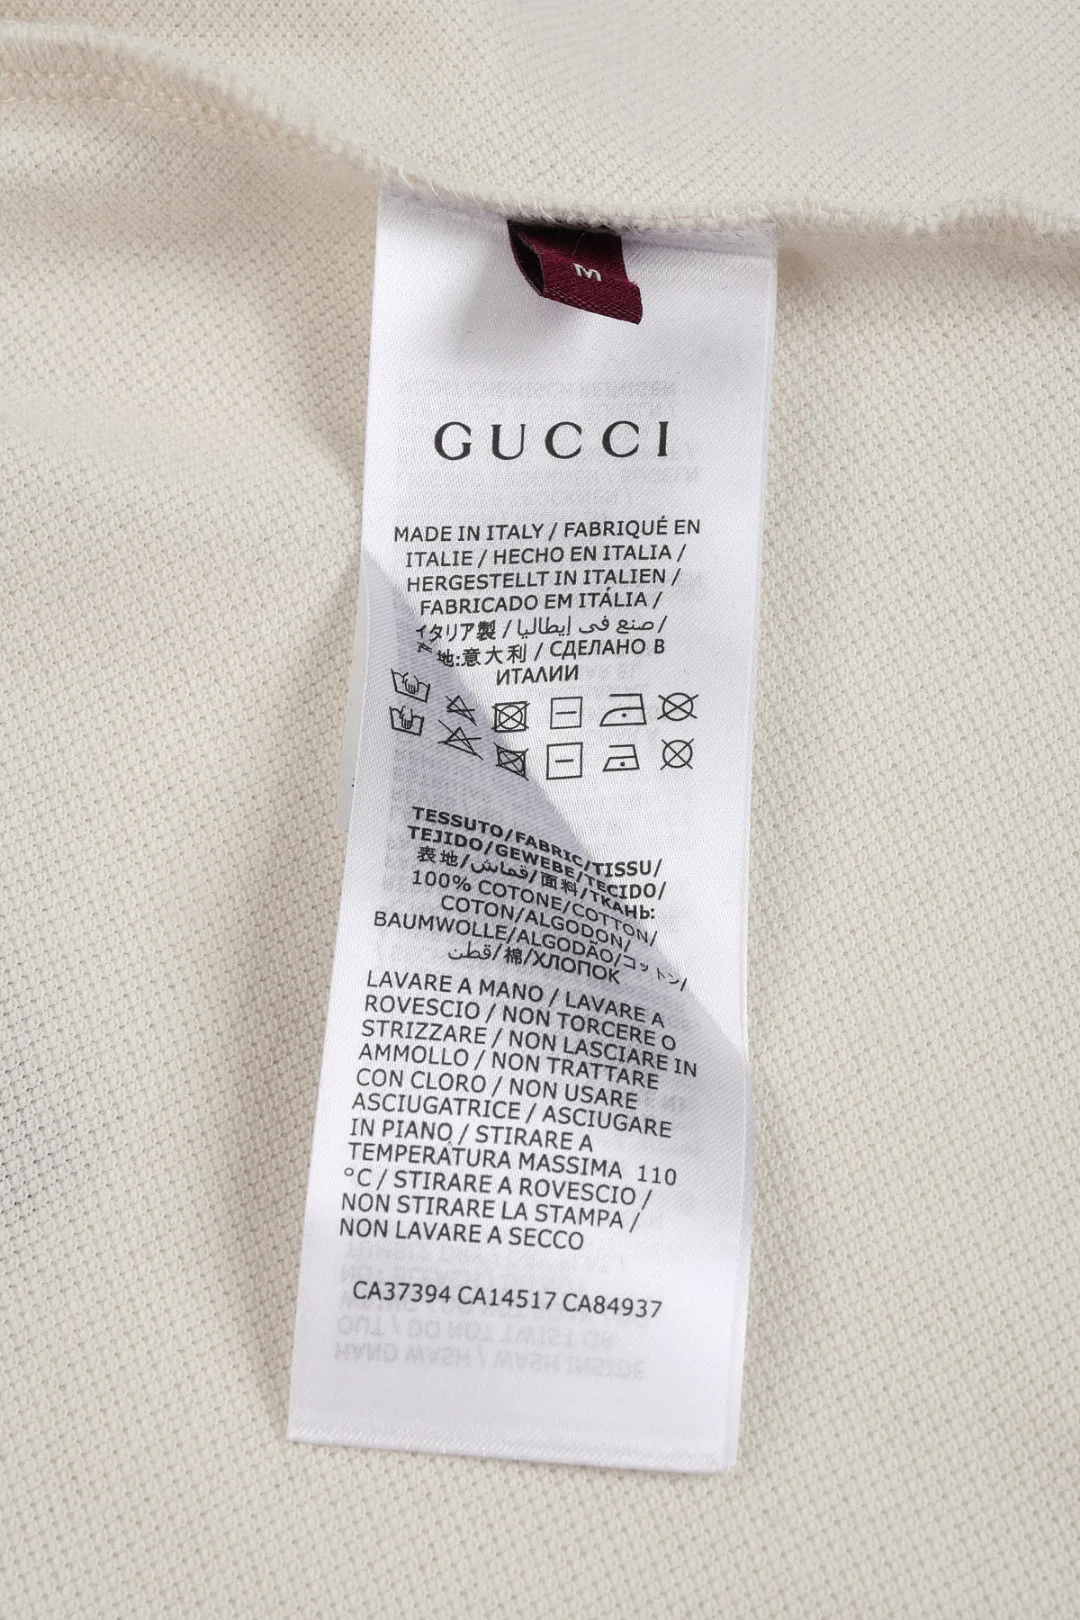 M
GUCCI
MADE IN ITALY / FABRIQUÉ EN
ITALIE / HECHO EN ITALIA /
HERGESTELLT IN ITALIEN /
FABRICADO EM ITÁLIA /
イタリア製 / صنع فى إيطاليا /
产地:意大利 / СДЕЛАНО В
ИТАЛИИ
TESSUTO/FABRIC/TISSU/
TEJIDO/GEWEBE/TECIDO/
表地/قماش/面料/ТКАНЬ:
100% COTONE/COTTON/
COTON/ALGODON/
BAUMWOLLE/ALGODÃO/コットン/
قطن/棉/ХЛОПОК
LAVARE A MANO / LAVARE A
ROVESCIO / NON TORCERE O
STRIZZARE / NON LASCIARE IN
AMMOLLO / NON TRATTARE
CON CLORO / NON USARE
ASCIUGATRICE / ASCIUGARE
IN PIANO / STIRARE A
TEMPERATURA MASSIMA 110
°C / STIRARE A ROVESCIO /
NON STIRARE LA STAMPA /
NON LAVARE A SECCO
CA37394 CA14517 CA84937